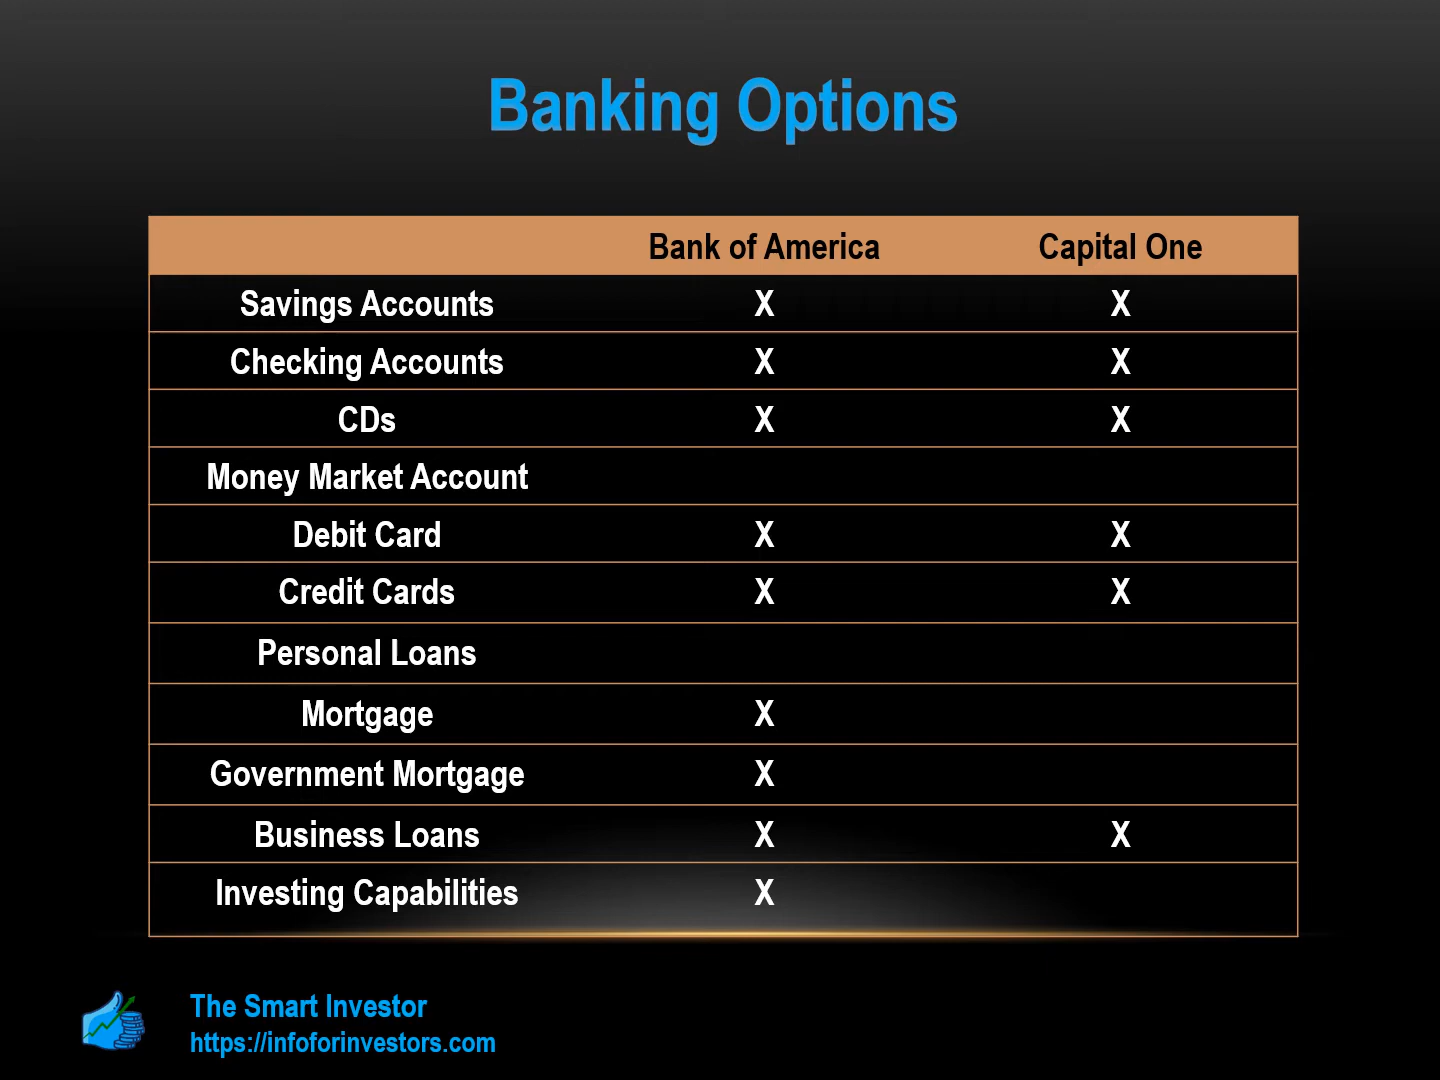 Banking Options
Bank of America Capital One
Savings Accounts X X
Checking Accounts X X
CDs X X
Money Market Account
Debit Card X X
Credit Cards X X
Personal Loans
Mortgage X
Government Mortgage X
Business Loans X X
Investing Capabilities X
The Smart Investor
https://infoforinvestors.com